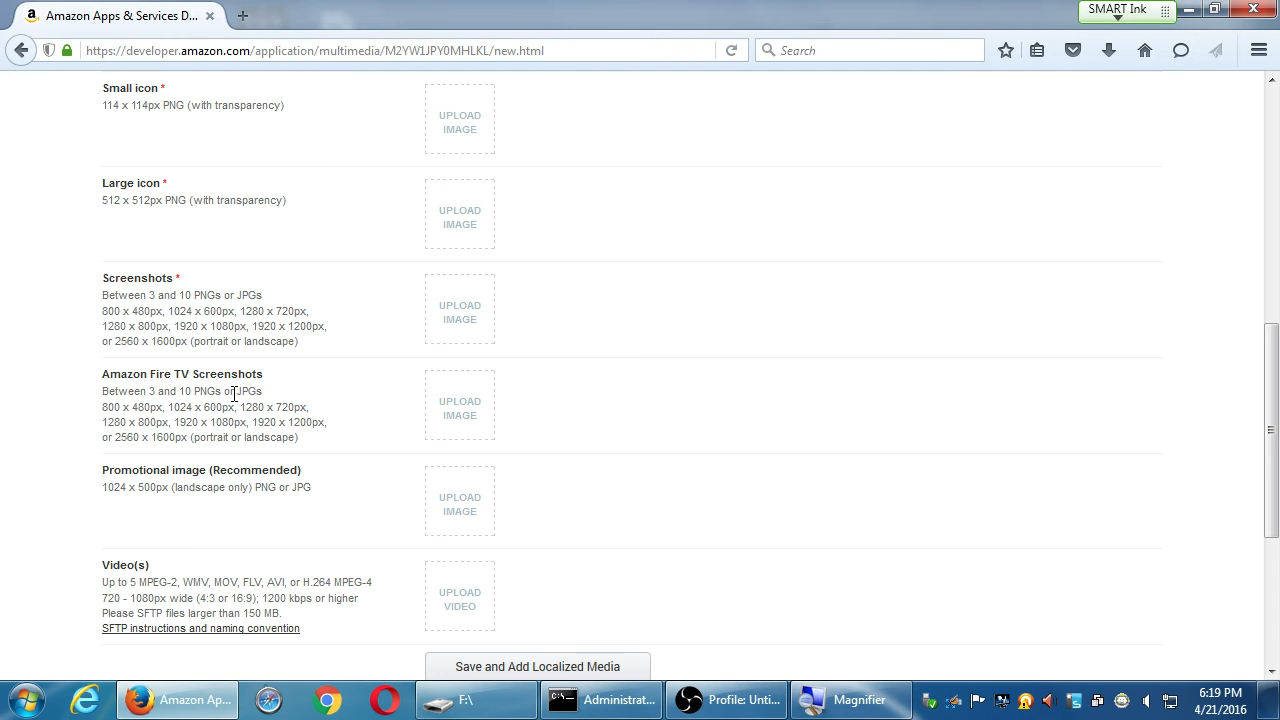 Amazon Apps & Services D...
SMART Ink
https://developer.amazon.com/application/multimedia/M2YW1JPY0MHLKL/new.html
Search
Small icon *
114 x 114px PNG (with transparency)
UPLOAD
IMAGE
Large icon *
512 x 512px PNG (with transparency)
UPLOAD
IMAGE
Screenshots *
Between 3 and 10 PNGs or JPGs
800 x 480px, 1024 x 600px, 1280 x 720px,
1280 x 800px, 1920 x 1080px, 1920 x 1200px,
or 2560 x 1600px (portrait or landscape)
UPLOAD
IMAGE
Amazon Fire TV Screenshots
Between 3 and 10 PNGs or JPGs
800 x 480px, 1024 x 600px, 1280 x 720px,
1280 x 800px, 1920 x 1080px, 1920 x 1200px,
or 2560 x 1600px (portrait or landscape)
UPLOAD
IMAGE
Promotional image (Recommended)
1024 x 500px (landscape only) PNG or JPG
UPLOAD
IMAGE
Video(s)
Up to 5 MPEG-2, WMV, MOV, FLV, AVI, or H.264 MPEG-4
720 - 1080px wide (4:3 or 16:9); 1200 kbps or higher
Please SFTP files larger than 150 MB.
SFTP instructions and naming convention
UPLOAD
VIDEO
Save and Add Localized Media
Amazon Ap...
F:\
Administrat...
Profile: Unti...
Magnifier
6:19 PM
4/21/2016